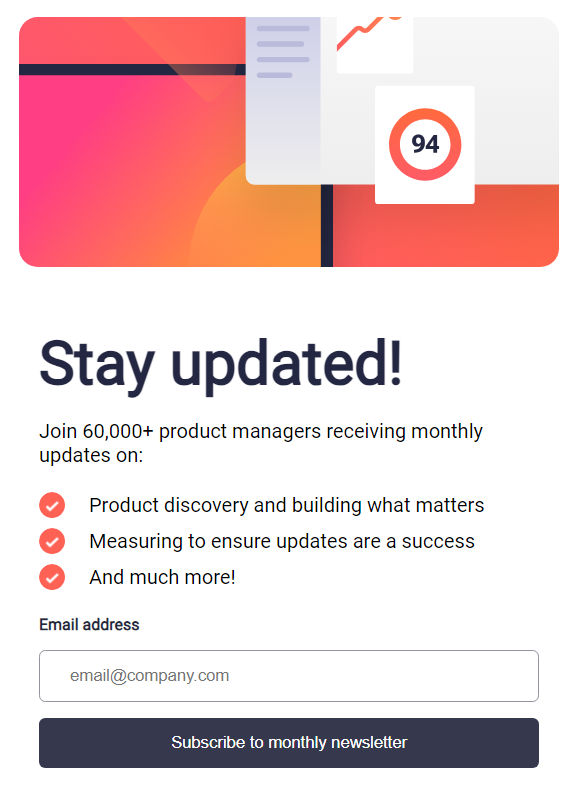 94
Stay updated!
Join 60,000+ product managers receiving monthly
updates on:
Product discovery and building what matters
Measuring to ensure updates are a success
And much more!
Email address
email@company.com
Subscribe to monthly newsletter